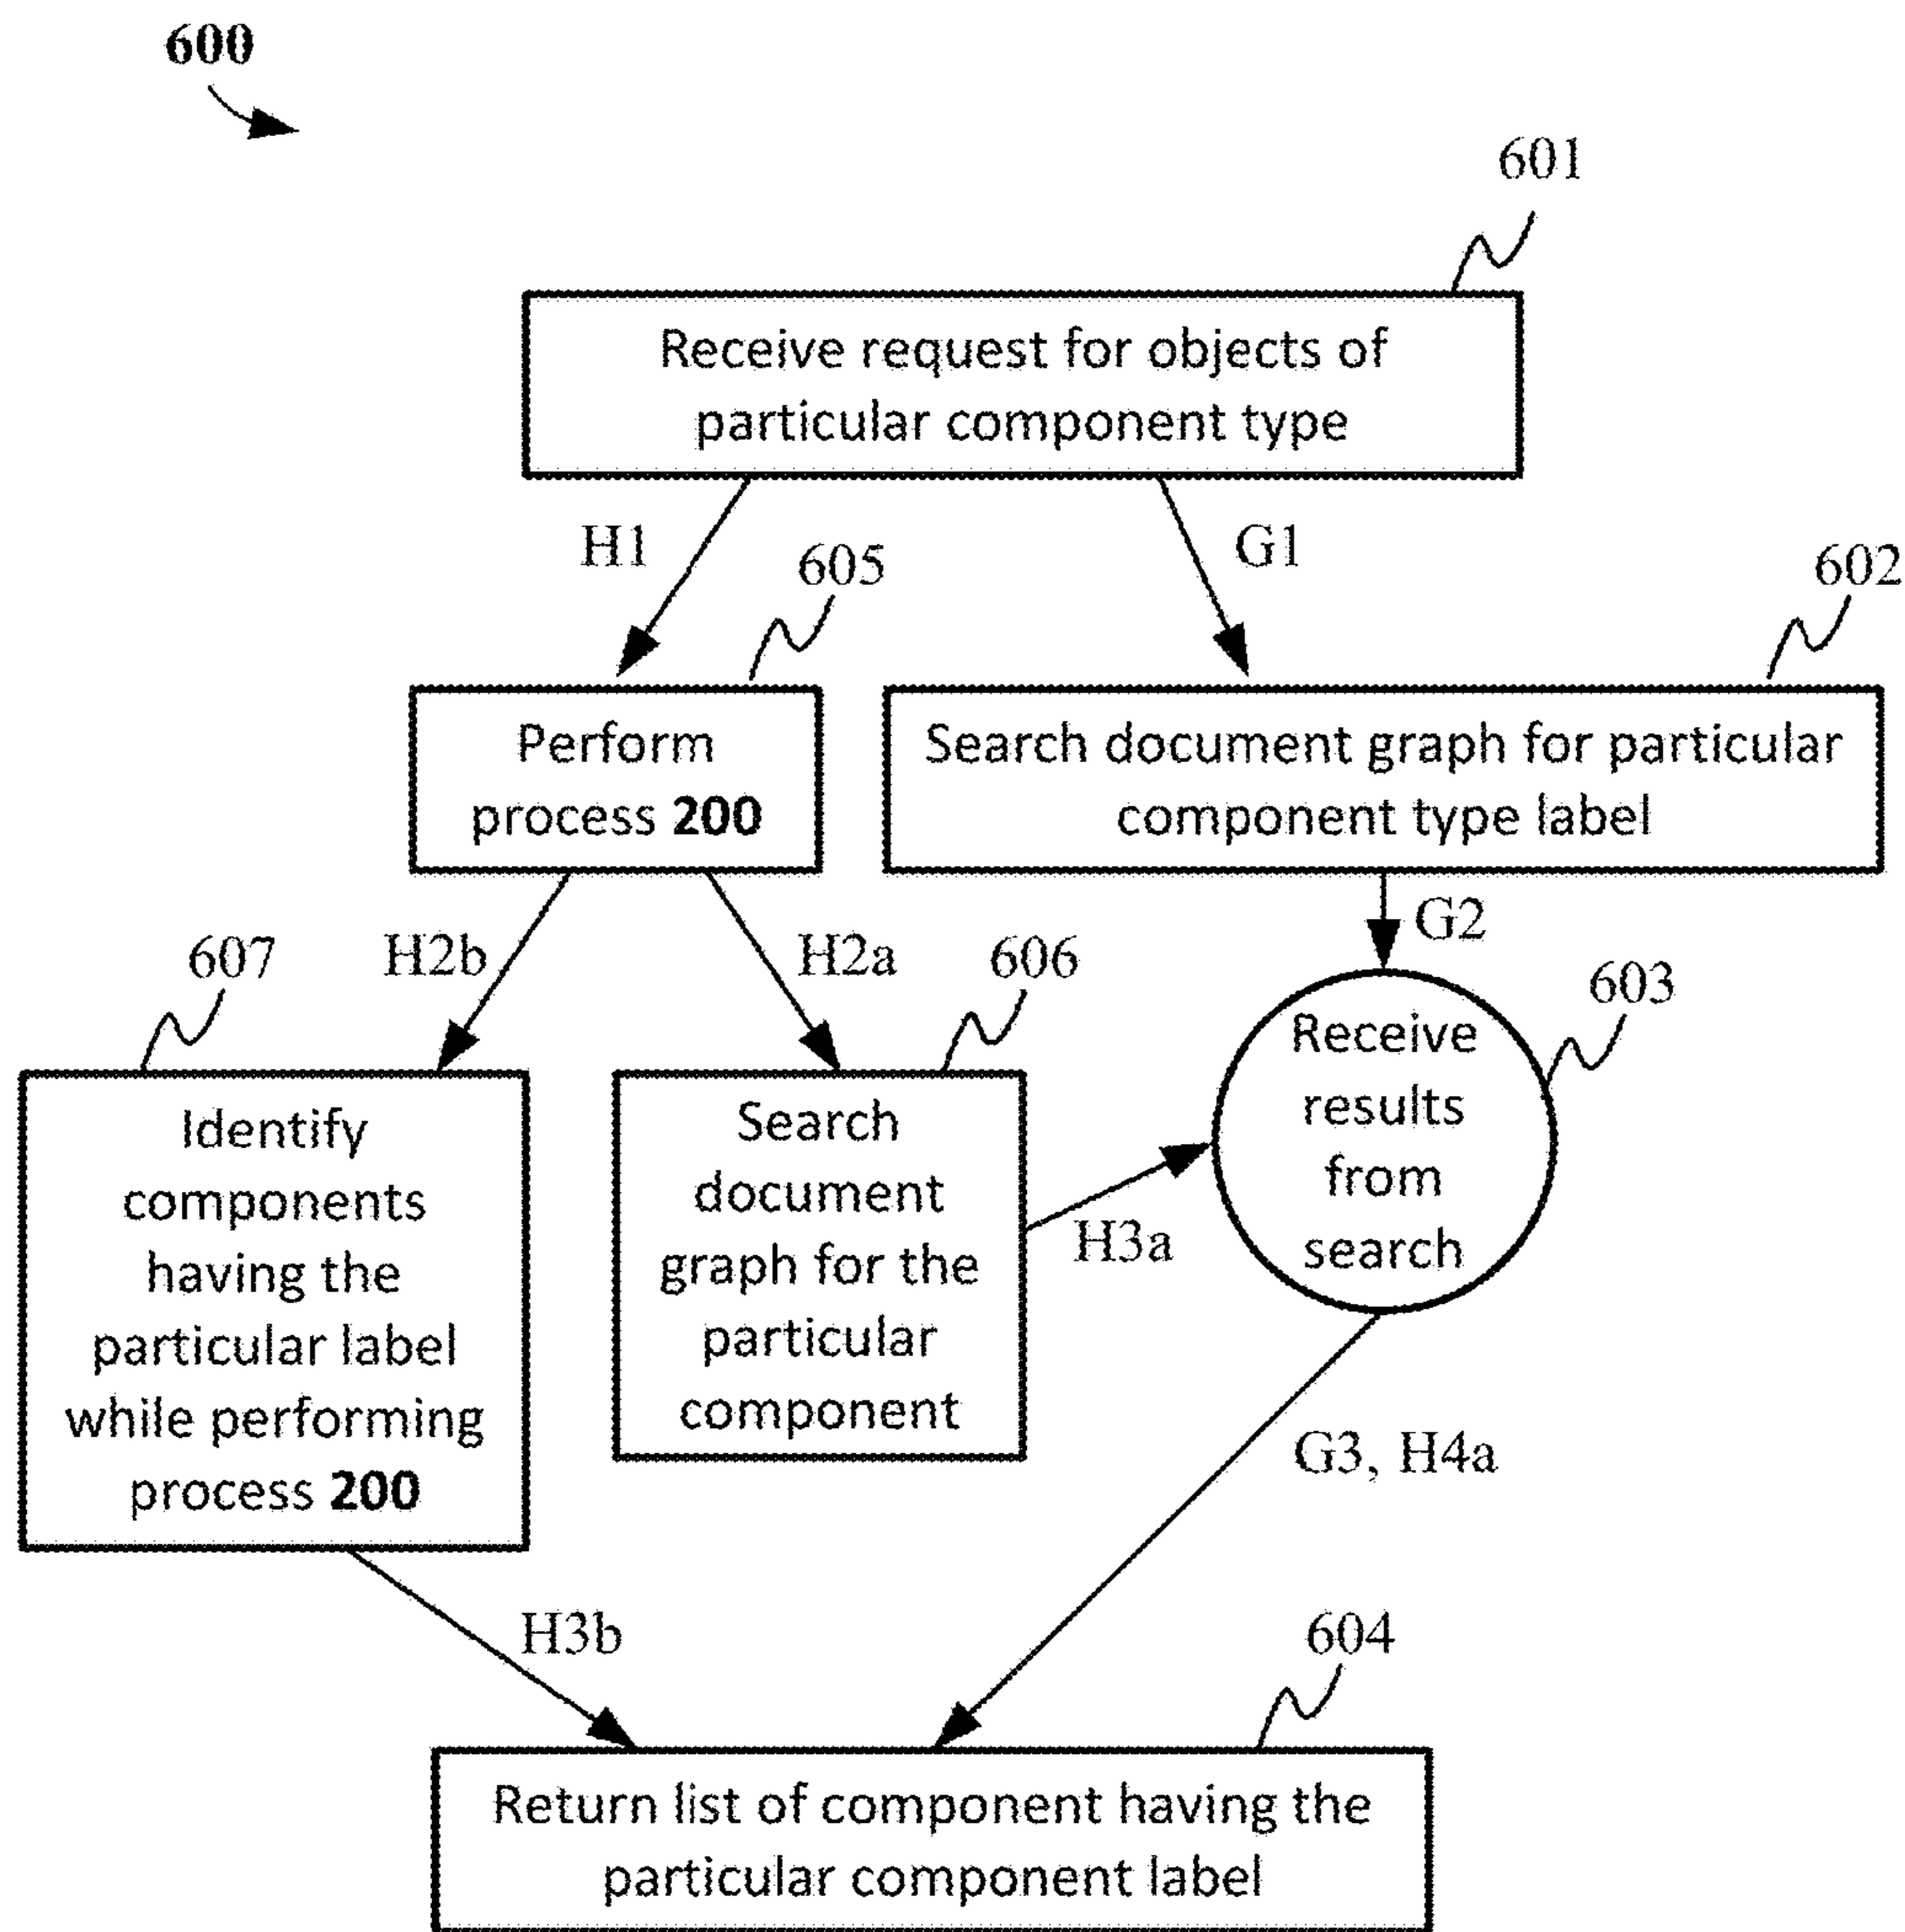 600
601
Receive request for objects of
particular component type
H1
G1
605
602
Perform
process 200
Search document graph for particular
component type label
G2
607
H2b
H2a
606
603
Identify
components
having the
particular label
while performing
process 200
Search
document
graph for the
particular
component
Receive
results
from
search
H3a
G3, H4a
H3b
604
Return list of component having the
particular component label